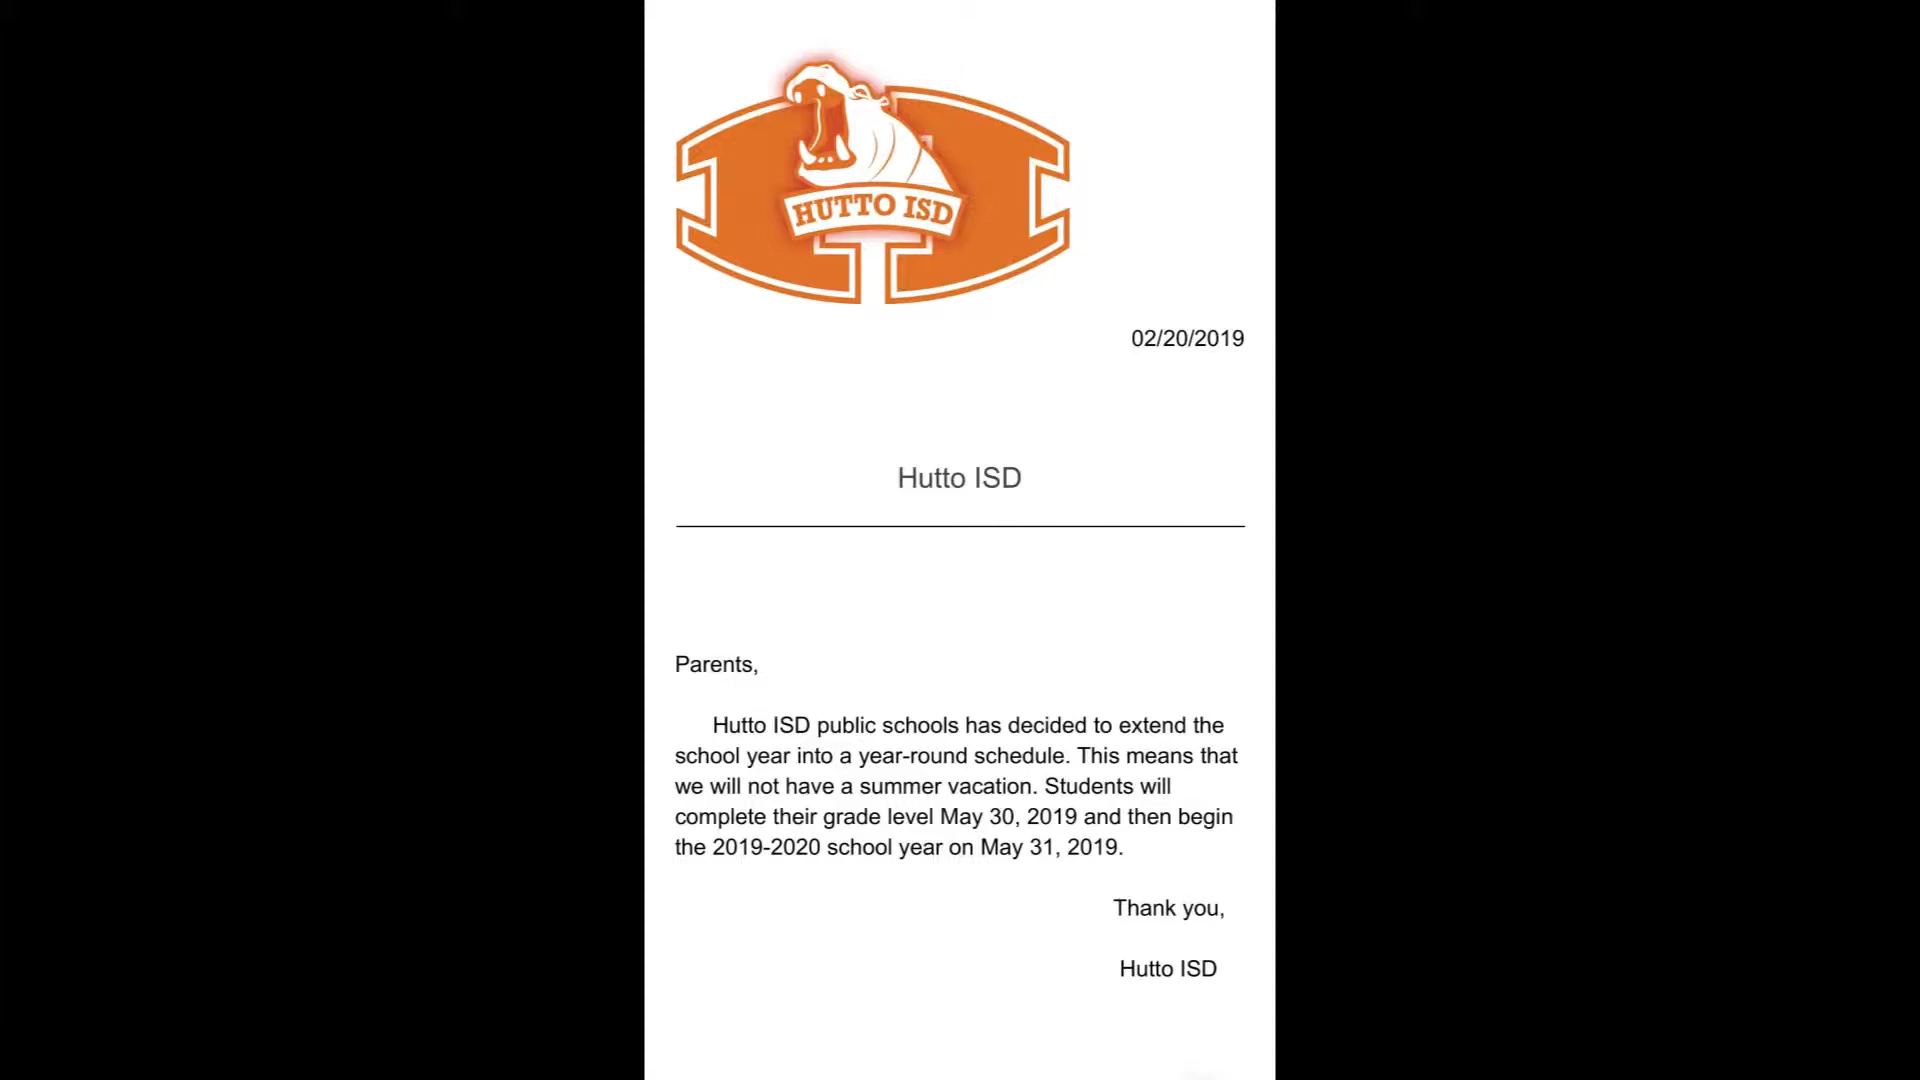 HUTTO ISD
02/20/2019
Hutto ISD
Parents,
Hutto ISD public schools has decided to extend the
school year into a year-round schedule. This means that
we will not have a summer vacation. Students will
complete their grade level May 30, 2019 and then begin
the 2019-2020 school year on May 31, 2019.
Thank you,
Hutto ISD